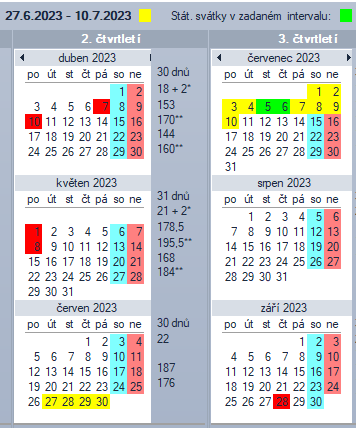 27.6.2023 - 10.7.2023 Stát. svátky v zadaném intervalu:
2. čtvrtletí
duben 2023
po út st čt pá so ne
1 2
3 4 5 6 7 8 9
10 11 12 13 14 15 16
17 18 19 20 21 22 23
24 25 26 27 28 29 30
30 dnů
18 + 2*
153
170**
144
160**
květen 2023
po út st čt pá so ne
1 2 3 4 5 6 7
8 9 10 11 12 13 14
15 16 17 18 19 20 21
22 23 24 25 26 27 28
29 30 31
31 dnů
21 + 2*
178,5
195,5**
168
184**
červen 2023
po út st čt pá so ne
1 2 3 4
5 6 7 8 9 10 11
12 13 14 15 16 17 18
19 20 21 22 23 24 25
26 27 28 29 30
30 dnů
22
187
176
3. čtvrtletí
červenec 2023
po út st čt pá so ne
1 2
3 4 5 6 7 8 9
10 11 12 13 14 15 16
17 18 19 20 21 22 23
24 25 26 27 28 29 30
31
srpen 2023
po út st čt pá so ne
1 2 3 4 5 6
7 8 9 10 11 12 13
14 15 16 17 18 19 20
21 22 23 24 25 26 27
28 29 30 31
září 2023
po út st čt pá so ne
1 2 3
4 5 6 7 8 9 10
11 12 13 14 15 16 17
18 19 20 21 22 23 24
25 26 27 28 29 30